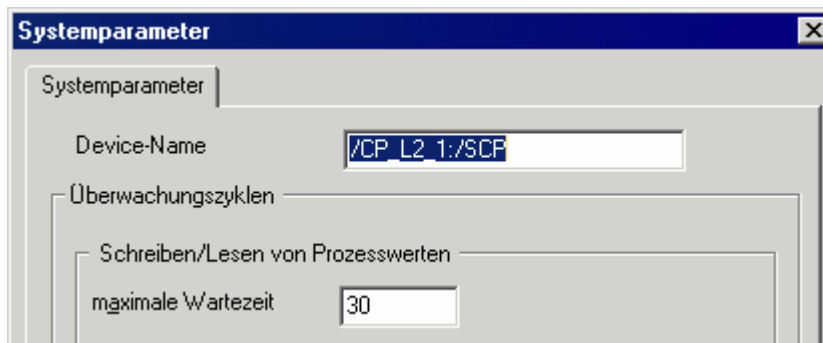 Systemparameter
Systemparameter
Device-Name /CP_L2_1:/SCP
Überwachungszyklen
Schreiben/Lesen von Prozesswerten
maximale Wartezeit 30